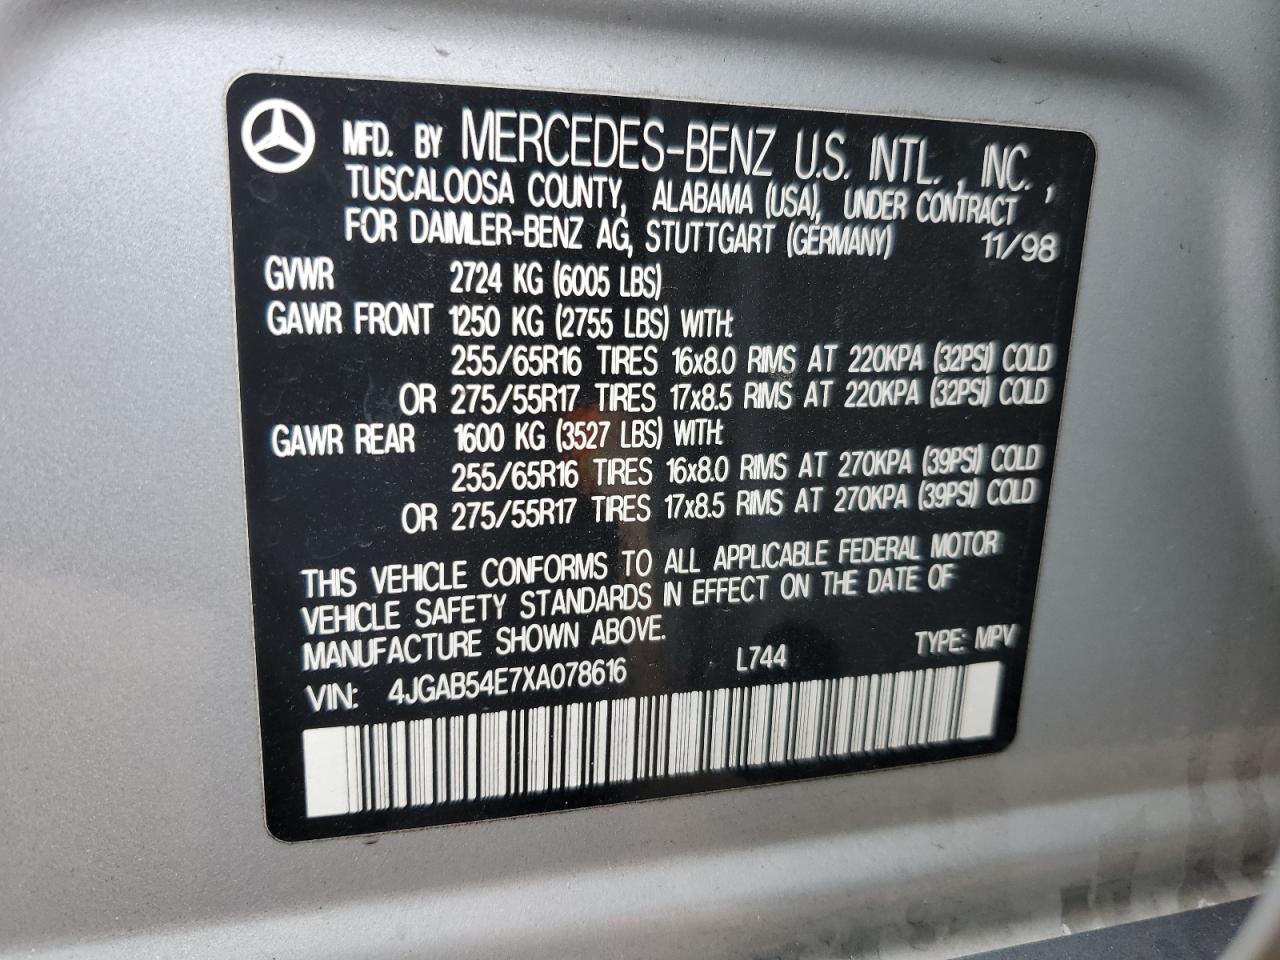 MFD. BY MERCEDES-BENZ U.S. INTL., INC.,
TUSCALOOSA COUNTY, ALABAMA (USA), UNDER CONTRACT
FOR DAIMLER-BENZ AG, STUTTGART (GERMANY) 11/98
GVWR 2724 KG (6005 LBS)
GAWR FRONT 1250 KG (2755 LBS) WITH:
255/65R16 TIRES 16x8.0 RIMS AT 220KPA (32PSI) COLD
OR 275/55R17 TIRES 17x8.5 RIMS AT 220KPA (32PSI) COLD
GAWR REAR 1600 KG (3527 LBS) WITH:
255/65R16 TIRES 16x8.0 RIMS AT 270KPA (39PSI) COLD
OR 275/55R17 TIRES 17x8.5 RIMS AT 270KPA (39PSI) COLD
THIS VEHICLE CONFORMS TO ALL APPLICABLE FEDERAL MOTOR
VEHICLE SAFETY STANDARDS IN EFFECT ON THE DATE OF
MANUFACTURE SHOWN ABOVE.
VIN: 4JGAB54E7XA078616 L744 TYPE: MPV